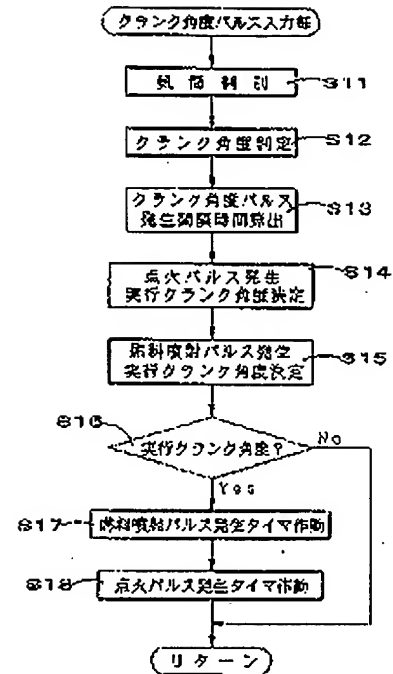 クランク角度パルス入力毎
気筒判別
S11
クランク角度判定
S12
クランク角度パルス
発生間隔時間算出
S13
点火パルス発生
実行クランク角度決定
S14
燃料噴射パルス発生
実行クランク角度決定
S15
S16
実行クランク角度?
No
Yes
S17
燃料噴射パルス発生タイマ作動
S18
点火パルス発生タイマ作動
リターン